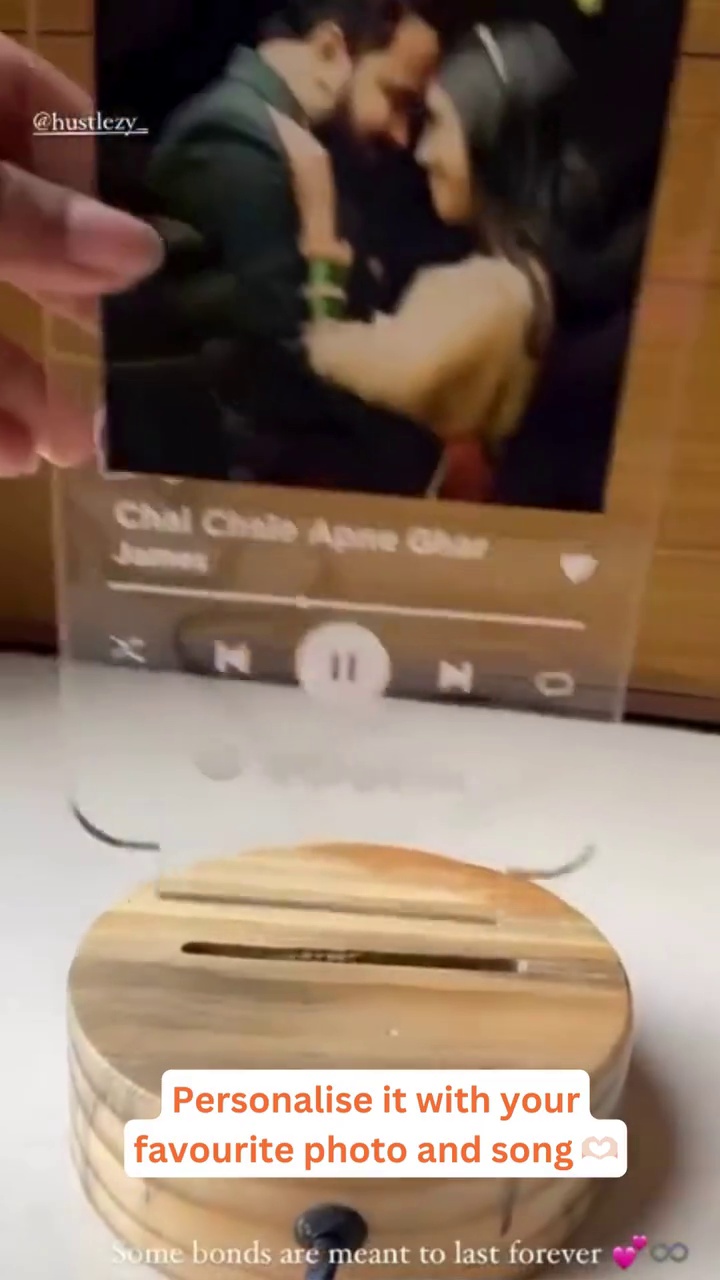 @hustlezy_
Chal Chale Apne Ghar
James
Personalise it with your
favourite photo and song 🫶🏻
Some bonds are meant to last forever 💕♾